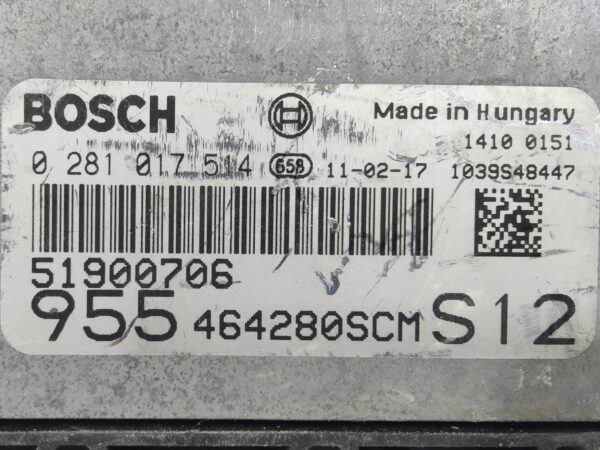 BOSCH Made in Hungary
1410 0151
0 281 017 514 658 11-02-17 1039S48447
51900706
955 464280SCM S12